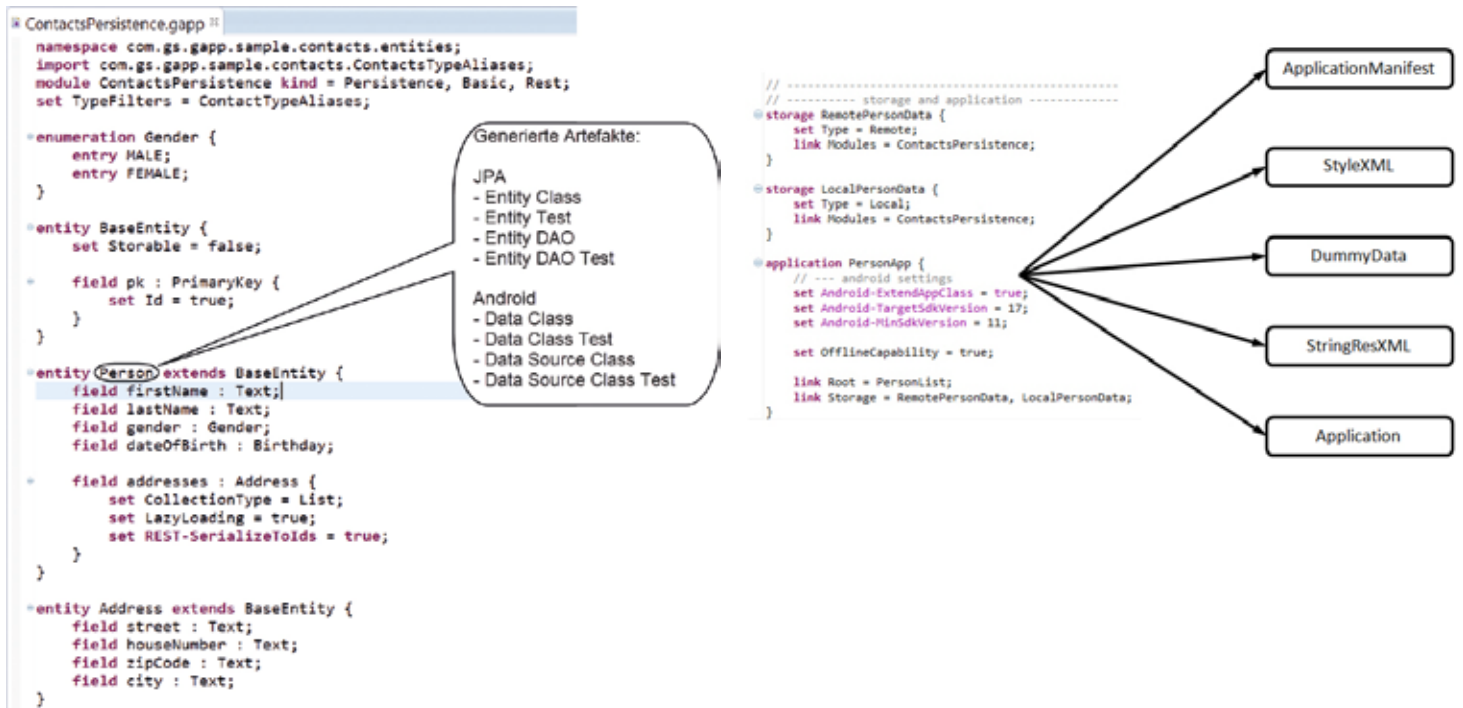 ContactsPersistence.gapp
namespace com.gs.gapp.sample.contacts.entities;
import com.gs.gapp.sample.contacts.ContactsTypeAliases;
module ContactsPersistence kind = Persistence, Basic, Rest;
set TypeFilters = ContactTypeAliases;
enumeration Gender {
entry MALE;
entry FEMALE;
}
entity BaseEntity {
set Storable = false;
field pk : PrimaryKey {
set Id = true;
}
}
entity Person extends BaseEntity {
field firstName : Text;
field lastName : Text;
field gender : Gender;
field dateOfBirth : Birthday;
field addresses : Address {
set CollectionType = List;
set LazyLoading = true;
set REST-SerializeToIds = true;
}
}
entity Address extends BaseEntity {
field street : Text;
field houseNumber : Text;
field zipCode : Text;
field city : Text;
}
Generierte Artefakte:
JPA
- Entity Class
- Entity Test
- Entity DAO
- Entity DAO Test
Android
- Data Class
- Data Class Test
- Data Source Class
- Data Source Class Test
// -----------------------------------------------
// ---------- storage and application -------------
storage RemotePersonData {
set Type = Remote;
link Modules = ContactsPersistence;
}
storage LocalPersonData {
set Type = Local;
link Modules = ContactsPersistence;
}
application PersonApp {
// --- android settings
set Android-ExtendAppClass = true;
set Android-TargetSdkVersion = 17;
set Android-MinSdkVersion = 11;
set OfflineCapability = true;
link Root = PersonList;
link Storage = RemotePersonData, LocalPersonData;
}
ApplicationManifest
StyleXML
DummyData
StringResXML
Application